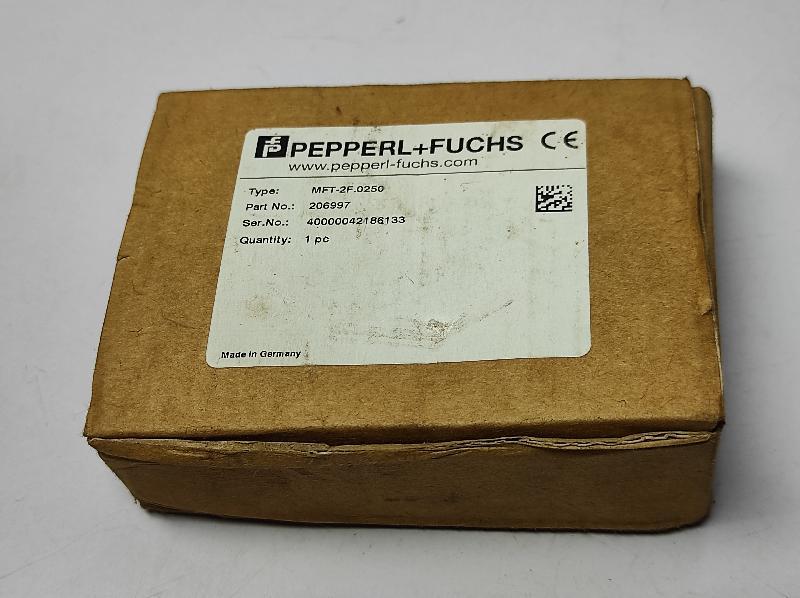 PEPPERL+FUCHS CE
www.pepperl-fuchs.com
Type: MFT-2F.0250
Part No.: 206997
Ser.No.: 40000042186133
Quantity: 1 pc
Made in Germany